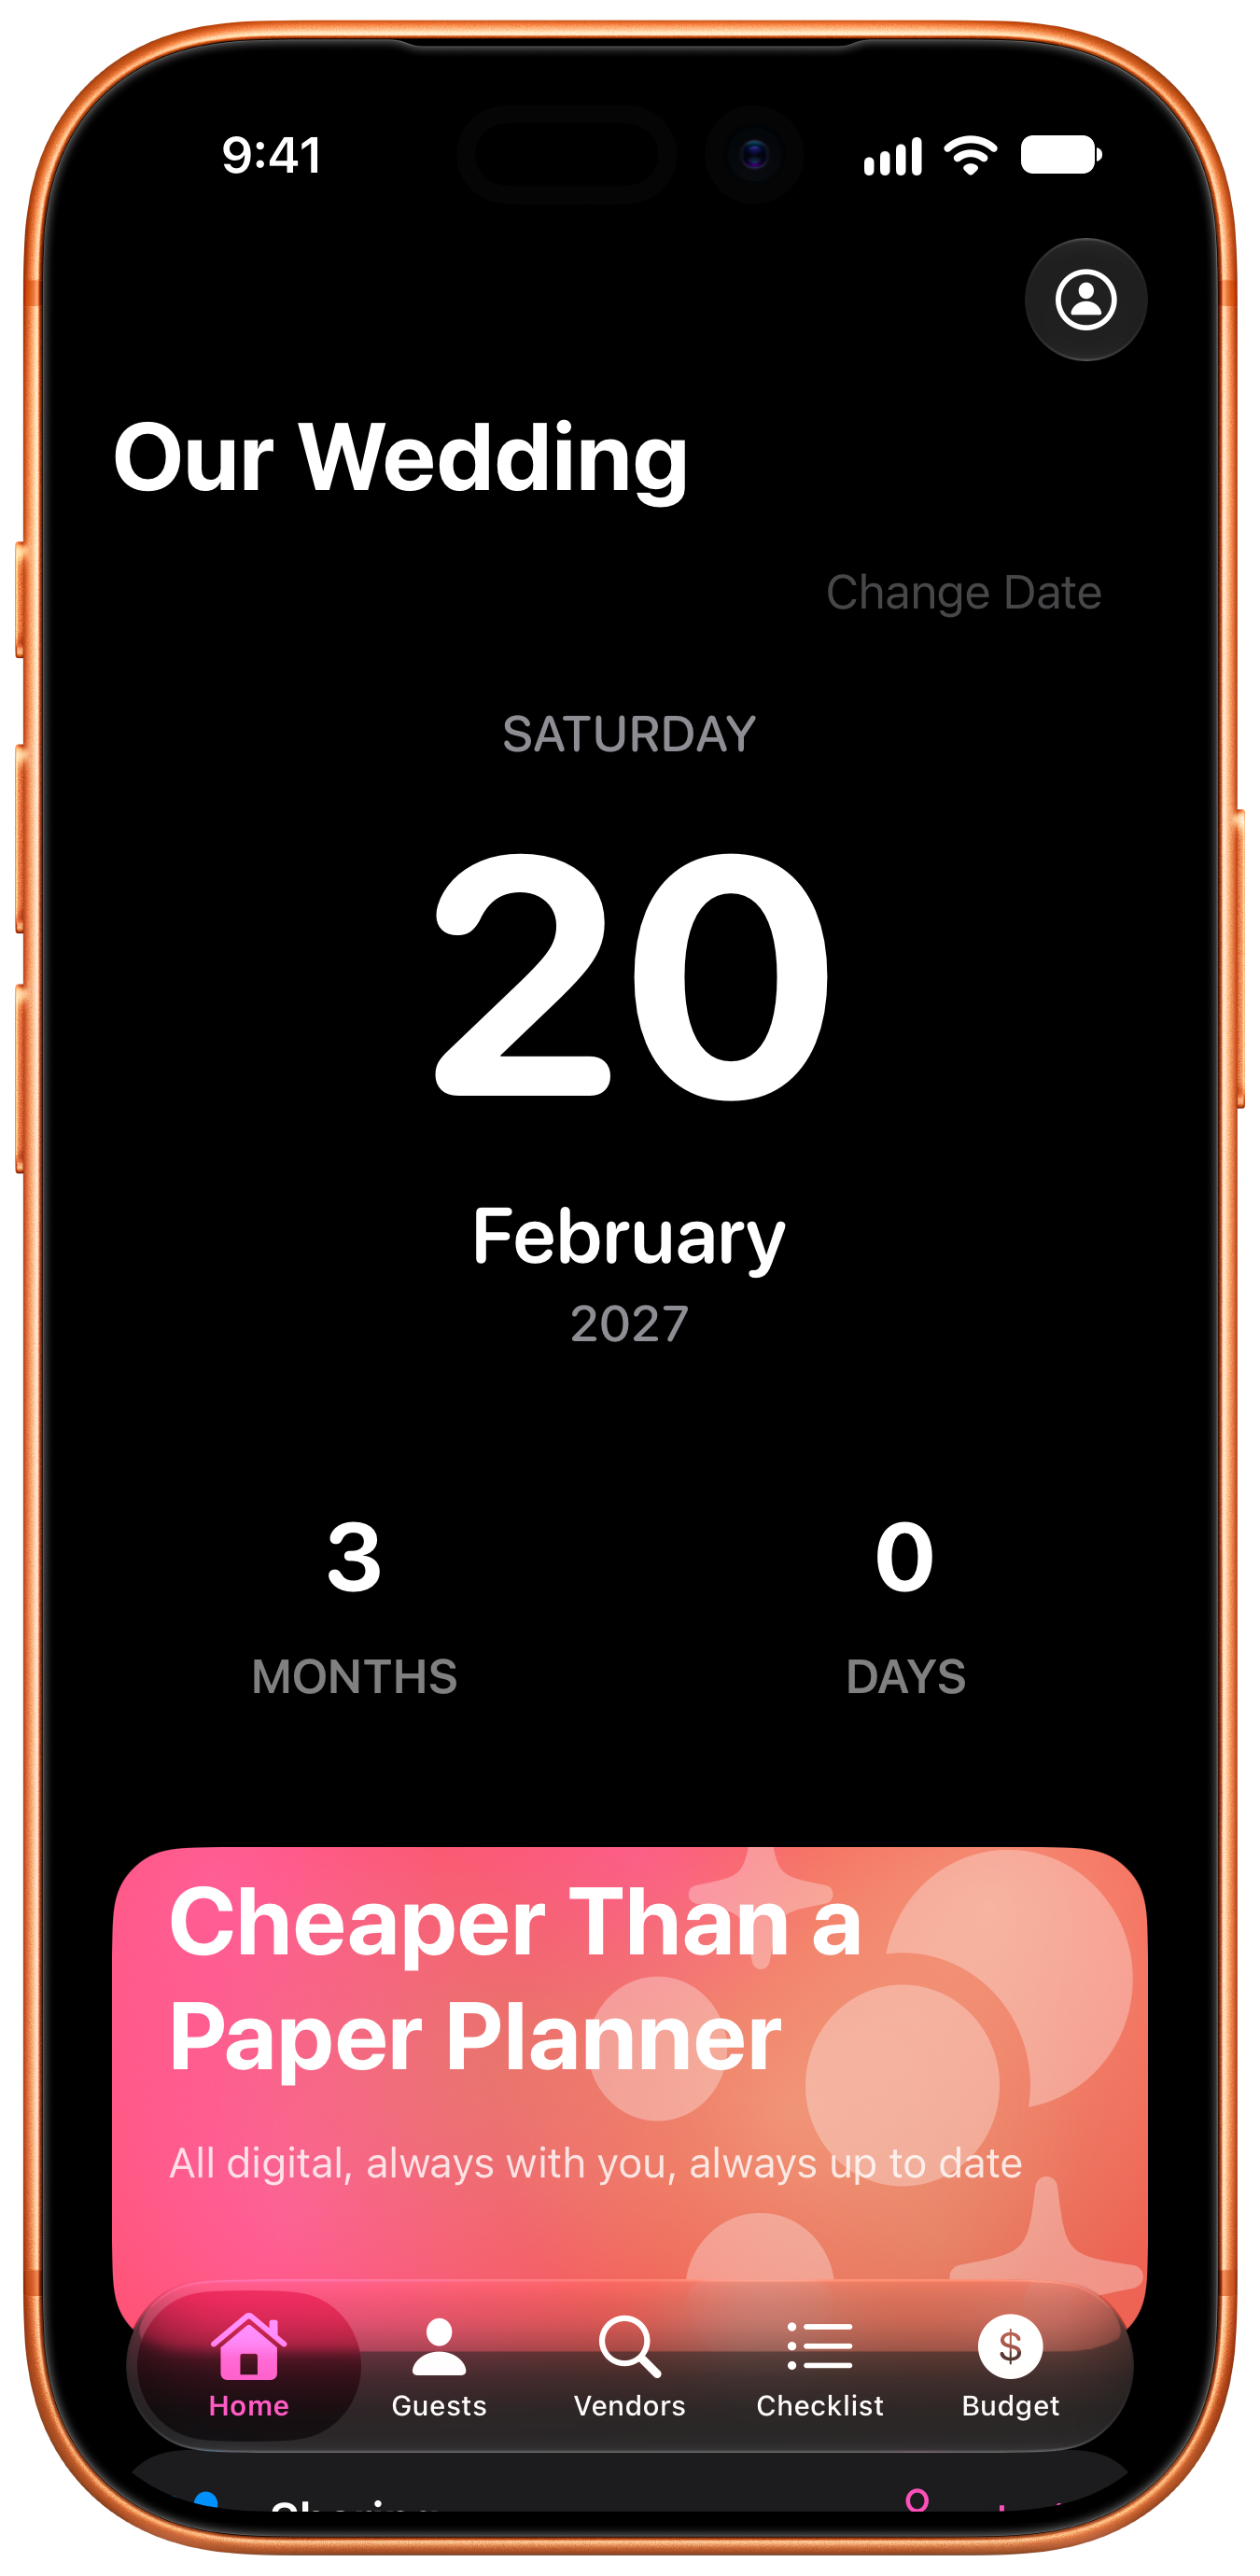 9:41
Our Wedding
Change Date
SATURDAY
20
February
2027
3
0
MONTHS
DAYS
Cheaper Than a
Paper Planner
All digital, always with you, always up to date
$
Home
Guests
Vendors
Checklist
Budget